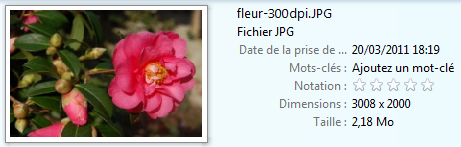 fleur-300dpi.JPG
Fichier JPG
Date de la prise de ... 20/03/2011 18:19
Mots-clés : Ajoutez un mot-clé
Notation :
Dimensions : 3008 x 2000
Taille : 2,18 Mo